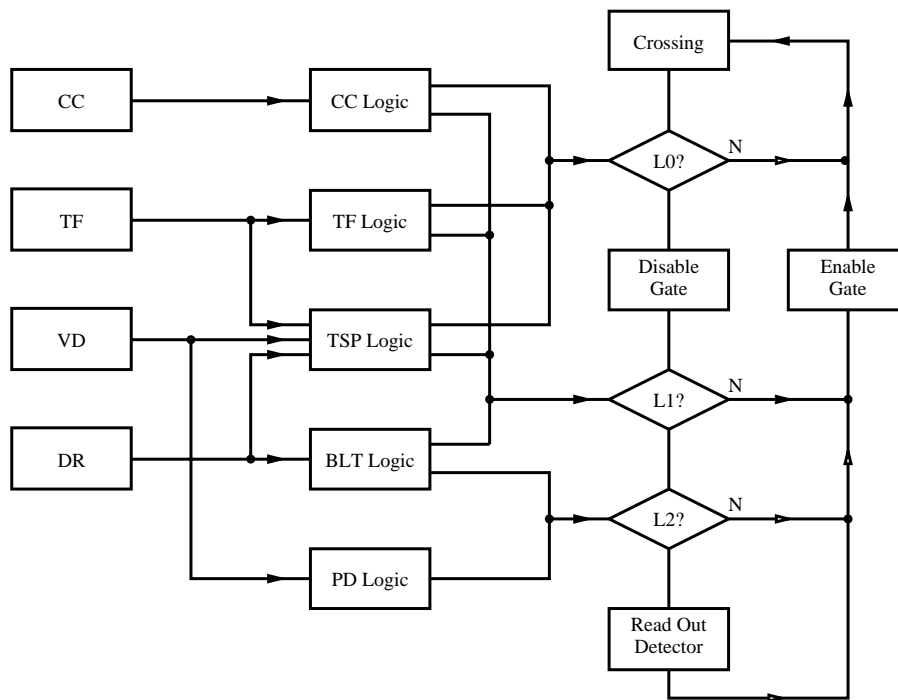 Crossing
CC
CC Logic
L0?
N
TF
TF Logic
Disable
Gate
Enable
Gate
VD
TSP Logic
L1?
N
DR
BLT Logic
L2?
N
PD Logic
Read Out
Detector